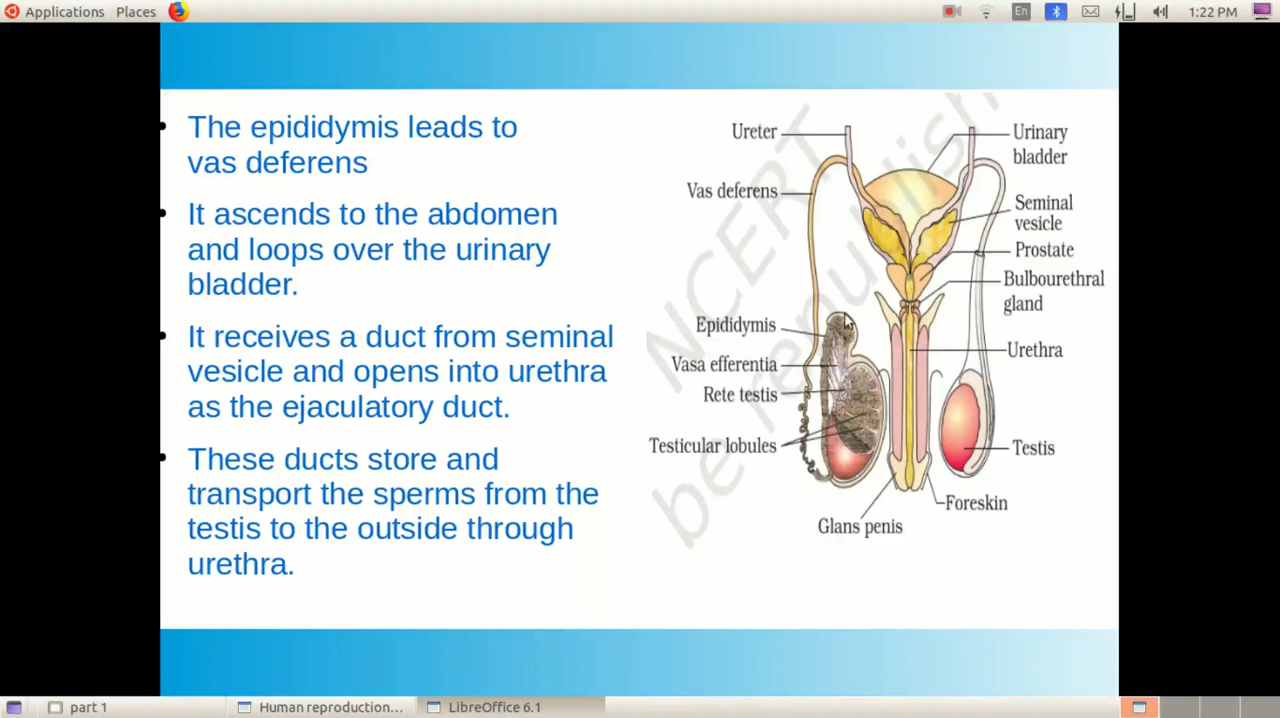 Applications Places En 1:22 PM
The epididymis leads to
vas deferens
It ascends to the abdomen
and loops over the urinary
bladder.
It receives a duct from seminal
vesicle and opens into urethra
as the ejaculatory duct.
These ducts store and
transport the sperms from the
testis to the outside through
urethra.
Ureter
Vas deferens
Epididymis
Vasa efferentia
Rete testis
Testicular lobules
Glans penis
Urinary
bladder
Seminal
vesicle
Prostate
Bulbourethral
gland
Urethra
Testis
Foreskin
NCERT
be republish
part 1 Human reproduction... LibreOffice 6.1